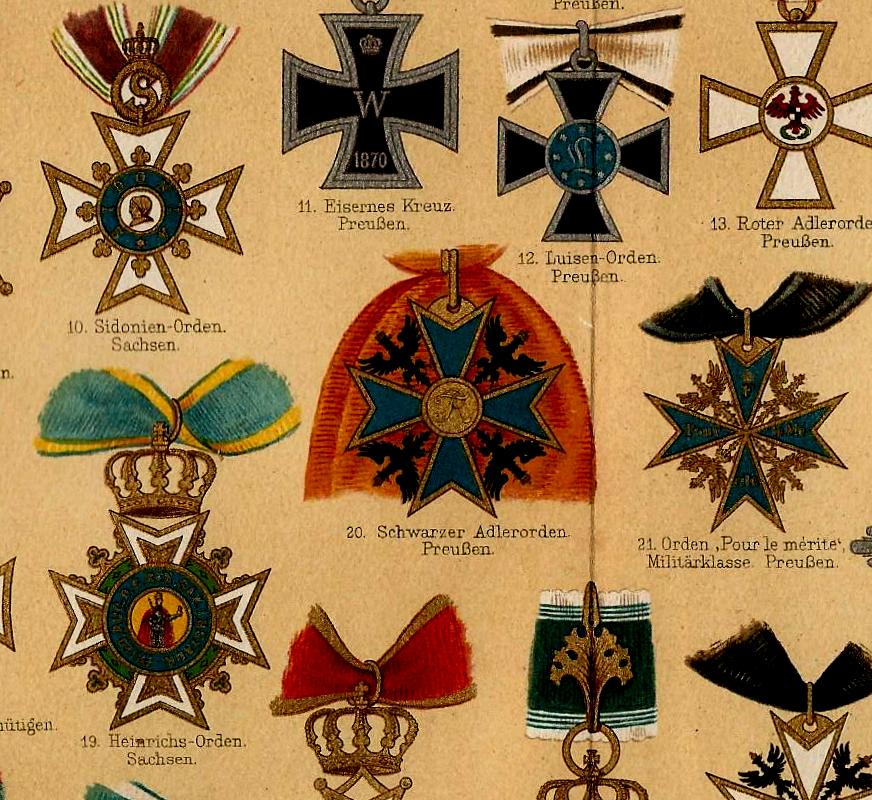 Preußen.
W
1870
11. Eisernes Kreuz.
Preußen.
12. Luisen-Orden.
Preußen.
13. Roter Adlerorde
Preußen.
10. Sidonien-Orden.
Sachsen.
n.
20. Schwarzer Adlerorden.
Preußen.
21. Orden ‚Pour le mérite‘,
Militärklasse. Preußen.
nütigen.
19. Heinrichs-Orden.
Sachsen.